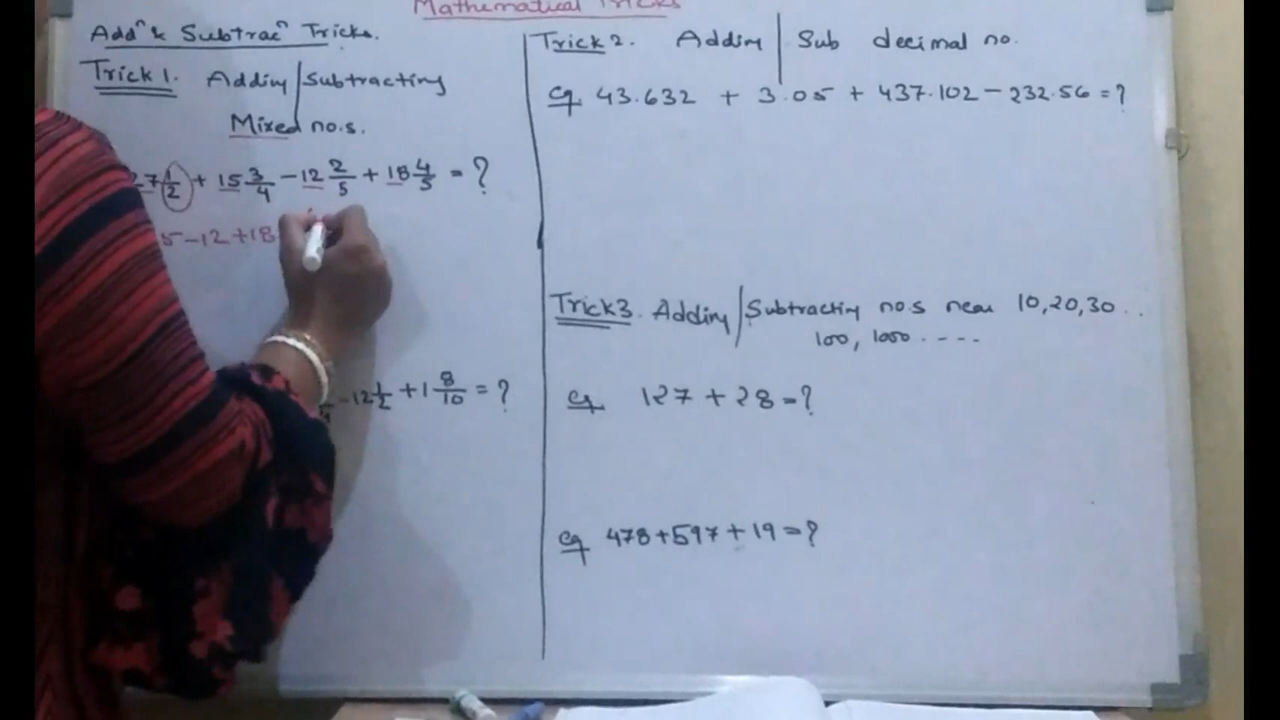 Mathematical Tricks
Addⁿ & Subtracⁿ Tricks.
Trick 1. Adding/Subtracting
Mixed no.s.
27 1/2 + 15 3/4 - 12 2/5 + 18 4/5 = ?
5 - 12 + 18
- 12 1/2 + 1 8/10 = ?
Trick 2. Adding | Sub decimal no.
eg 43.632 + 3.05 + 437.102 - 232.56 = ?
Trick 3. Adding/Subtracting no.s near 10, 20, 30 ..
100, 1000 ....
eg. 127 + 28 = ?
eg 478 + 597 + 19 = ?